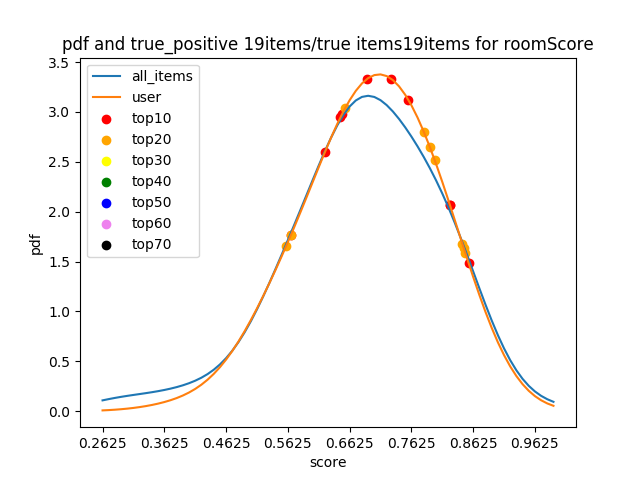 pdf and true_positive 19items/true items19items for roomScore
all_items
user
top10
top20
top30
top40
top50
top60
top70
pdf
3.5
3.0
2.5
2.0
1.5
1.0
0.5
0.0
0.2625 0.3625 0.4625 0.5625 0.6625 0.7625 0.8625 0.9625
score